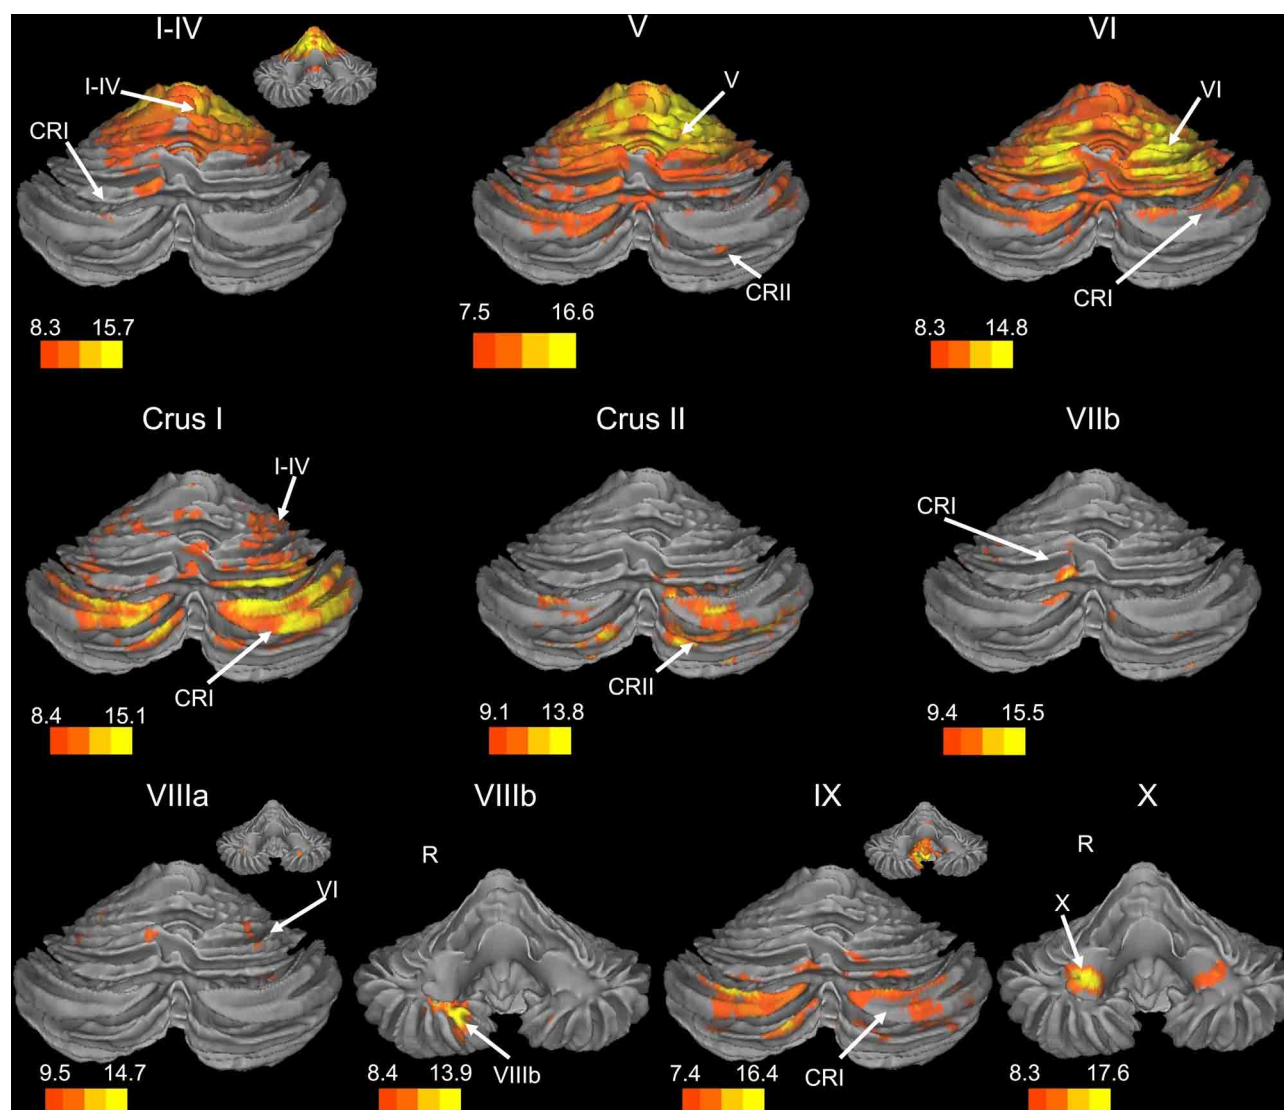 I-IV
V
VI
I-IV
CRI
V
CRII
VI
CRI
8.3 15.7
7.5 16.6
8.3 14.8
Crus I
Crus II
VIIb
I-IV
CRI
CRII
CRI
8.4 15.1
9.1 13.8
9.4 15.5
VIIIa
VIIIb
IX
X
VI
R
VIIIb
CRI
R
X
9.5 14.7
8.4 13.9
7.4 16.4
8.3 17.6